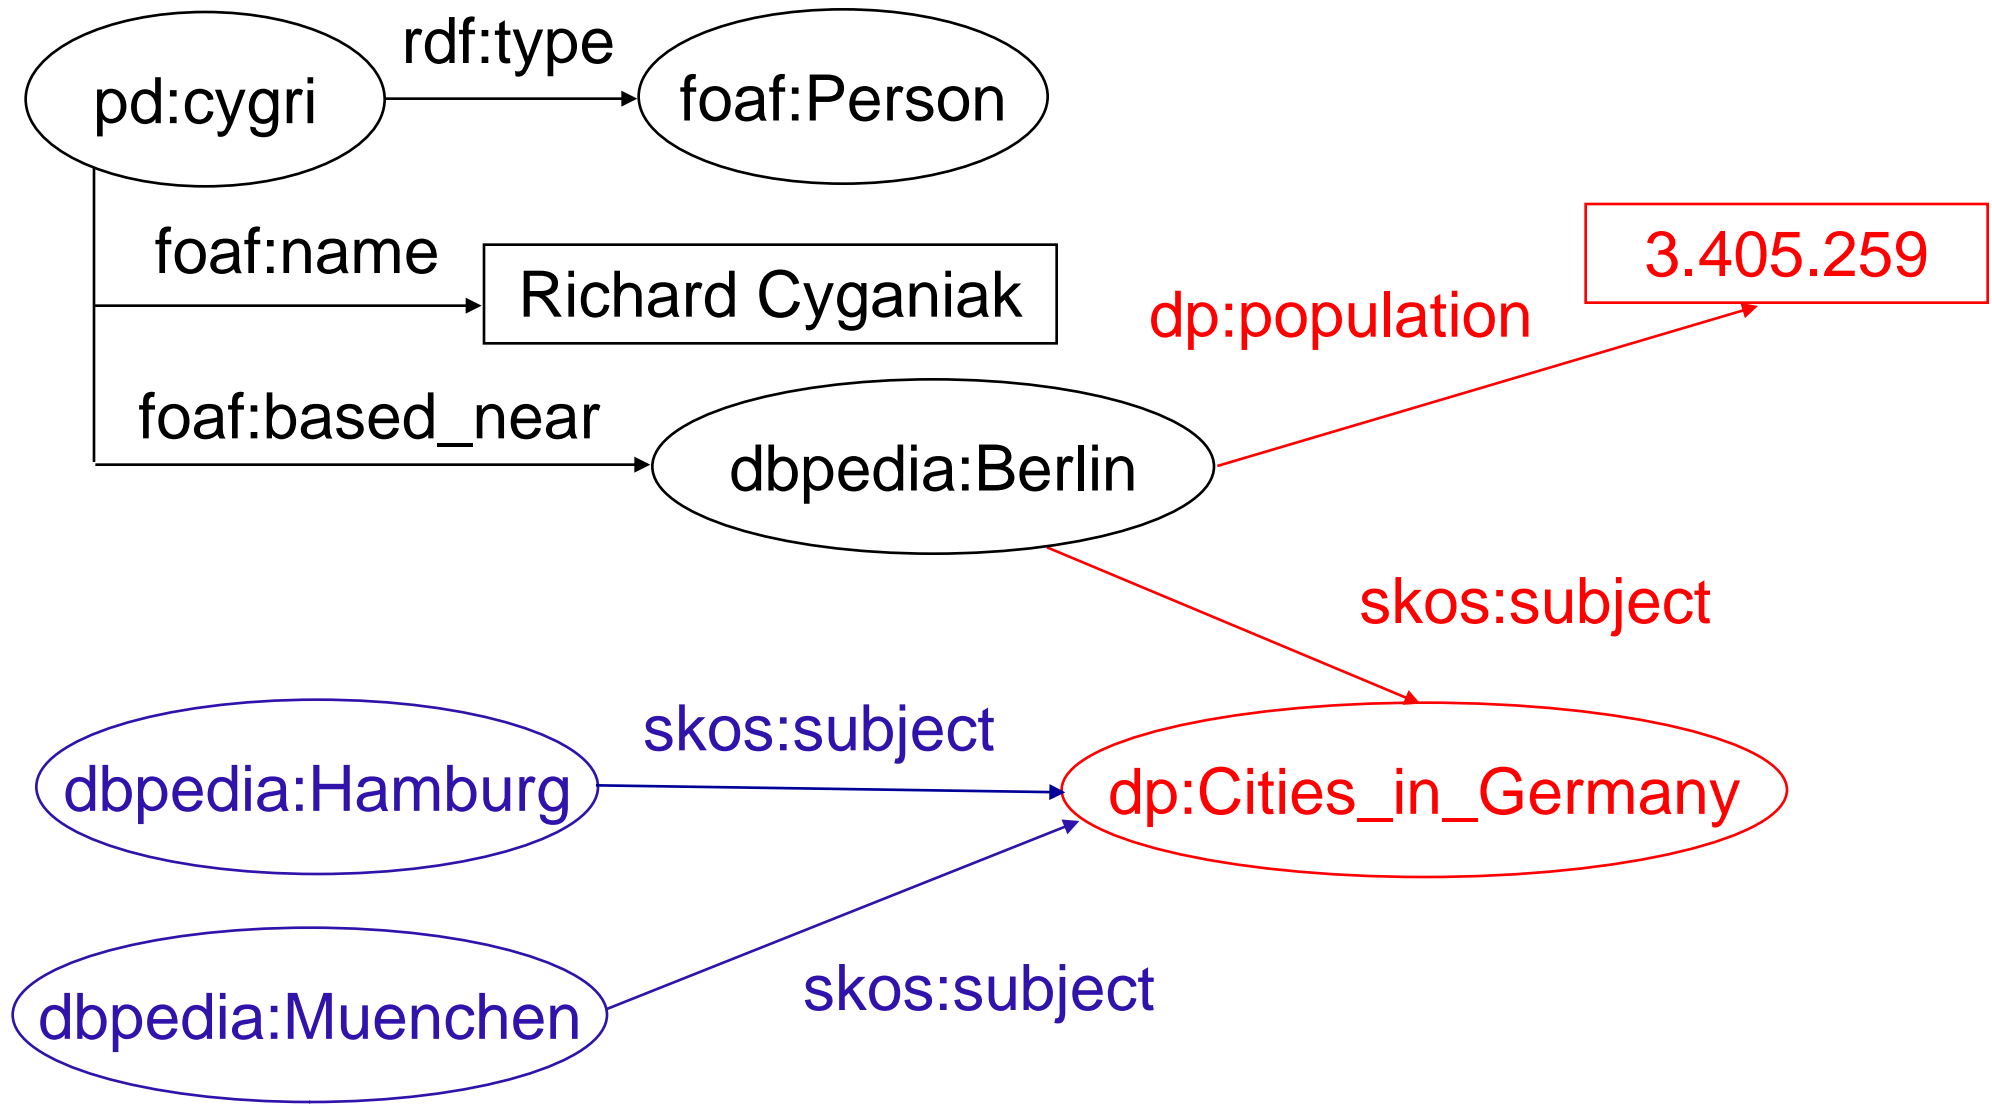 rdf:type
pd:cygri
foaf:Person
foaf:name
3.405.259
Richard Cyganiak
dp:population
foaf:based_near
dbpedia:Berlin
skos:subject
skos:subject
dbpedia:Hamburg
dp:Cities_in_Germany
skos:subject
dbpedia:Muenchen